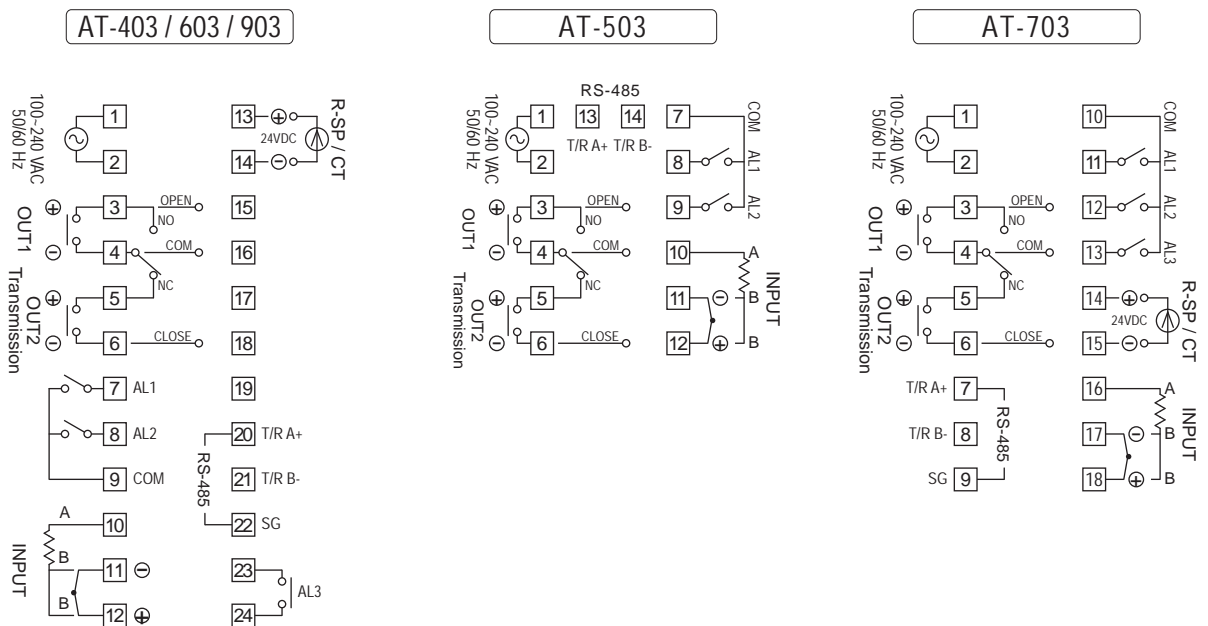 AT-403 / 603 / 903
100~240 VAC
50/60 Hz
1
2
OUT1
3
OPEN
NO
4
COM
NC
OUT2
Transmission
5
6
CLOSE
7 AL1
8 AL2
9 COM
INPUT
A
10
B
11
B
12
13
24VDC
14
R-SP / CT
15
16
17
18
19
20 T/R A+
RS-485
21 T/R B-
22 SG
23
AL3
24
AT-503
100~240 VAC
50/60 Hz
1
2
RS-485
13 14
T/R A+ T/R B-
OUT1
3
OPEN
NO
4
COM
NC
OUT2
Transmission
5
6
CLOSE
7
COM
8
AL1
9
AL2
10
A
11
B
12
B
INPUT
AT-703
100~240 VAC
50/60 Hz
1
2
OUT1
3
OPEN
NO
4
COM
NC
OUT2
Transmission
5
6
CLOSE
T/R A+ 7
T/R B- 8
RS-485
SG 9
10
COM
11
AL1
12
AL2
13
AL3
14
24VDC
15
R-SP / CT
16
A
17
B
18
B
INPUT